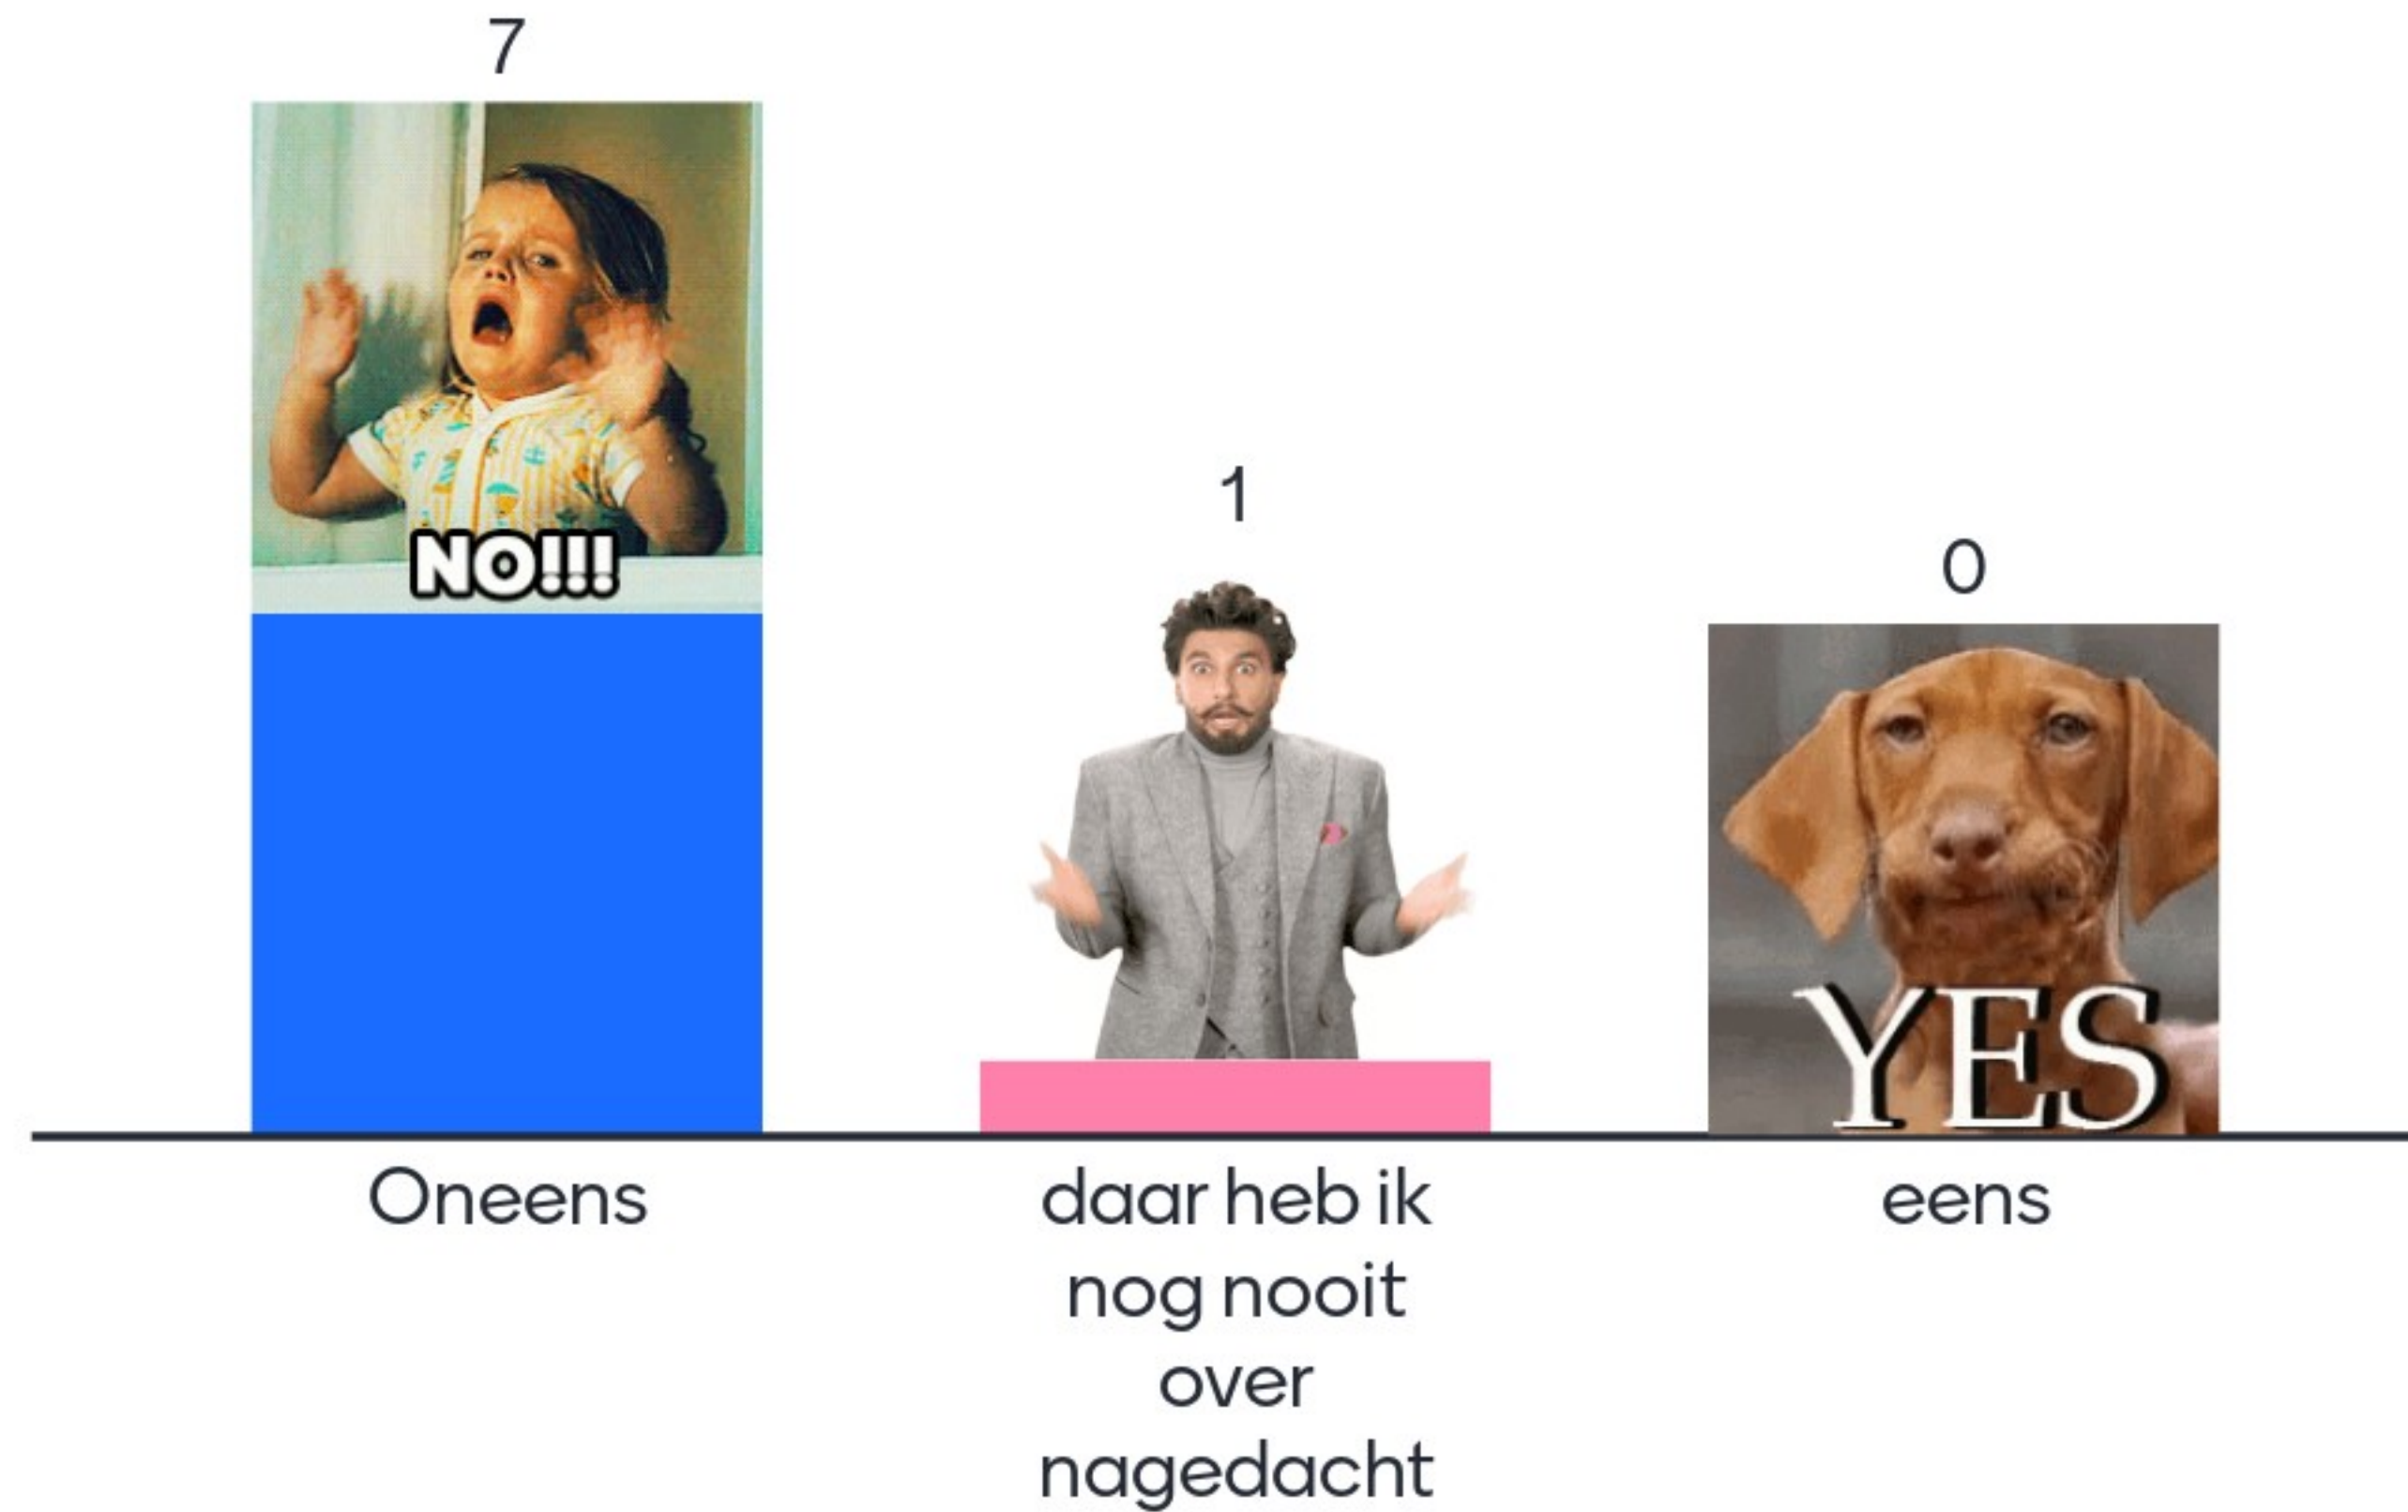 7
NO!!!
Oneens
1
daar heb ik
nog nooit
over
nagedacht
0
YES
eens